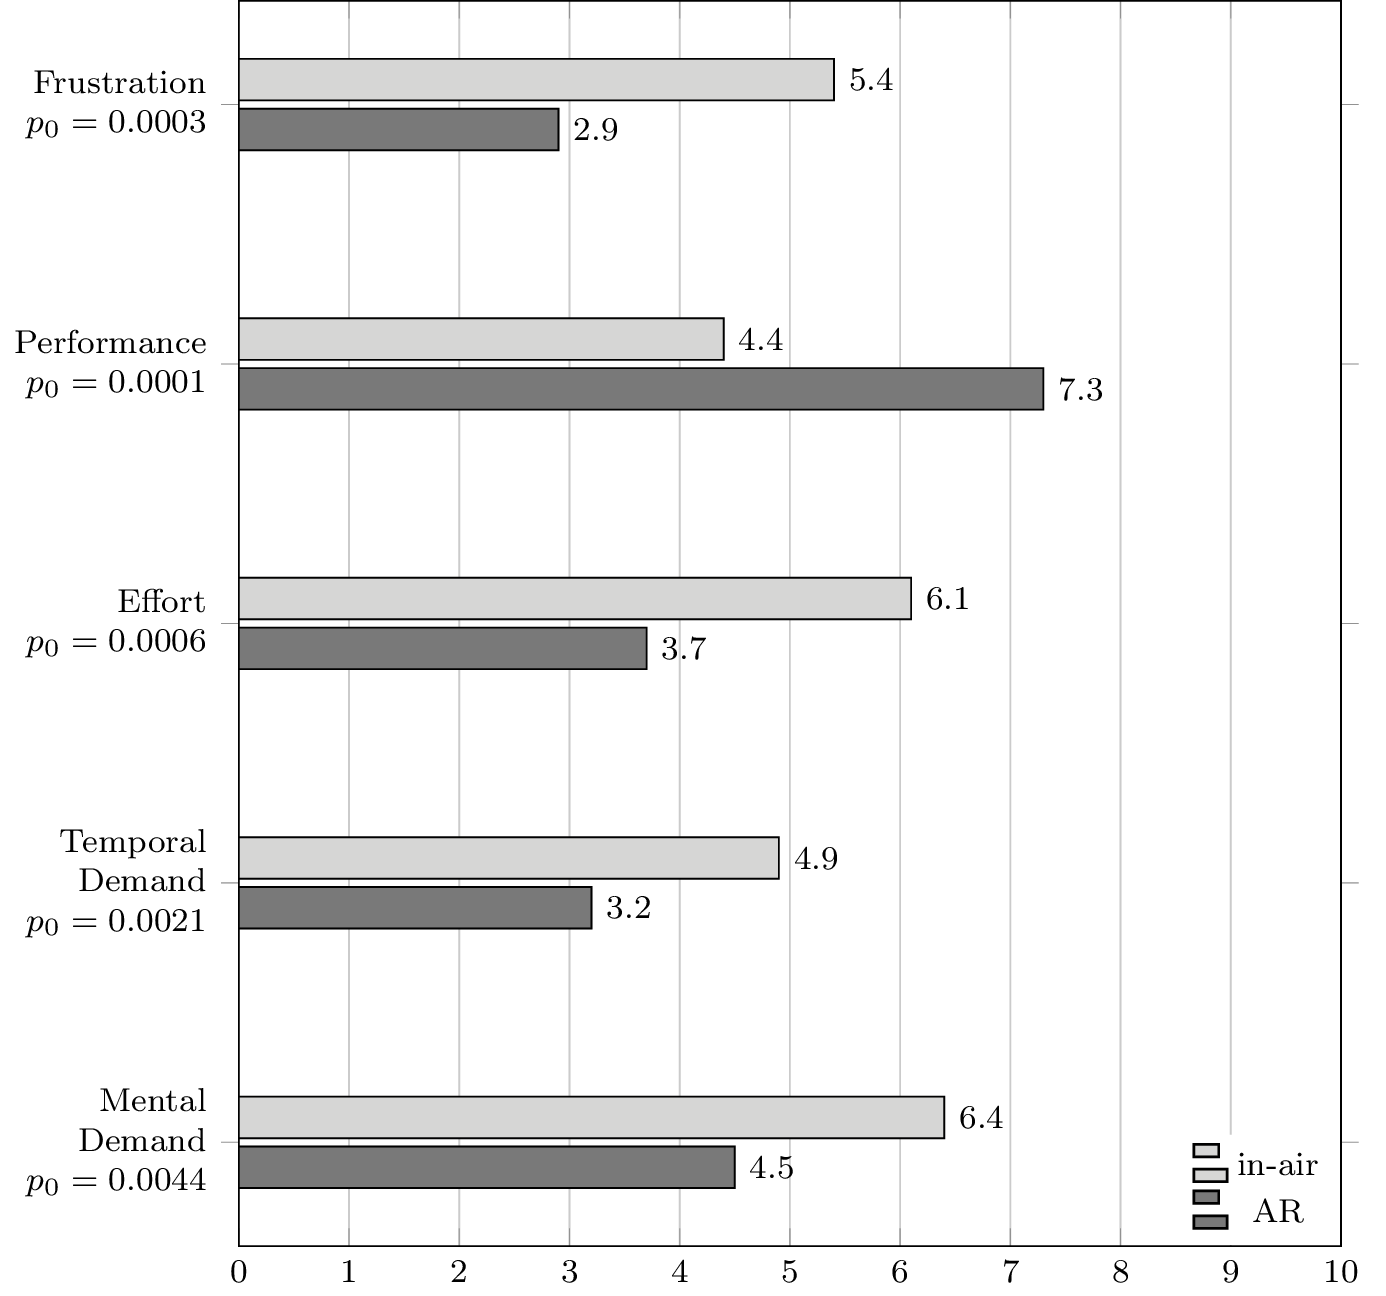 Frustration
p₀ = 0.0003
5.4
2.9
Performance
p₀ = 0.0001
4.4
7.3
Effort
p₀ = 0.0006
6.1
3.7
Temporal
Demand
p₀ = 0.0021
4.9
3.2
Mental
Demand
p₀ = 0.0044
6.4
4.5
in-air
AR
0 1 2 3 4 5 6 7 8 9 10